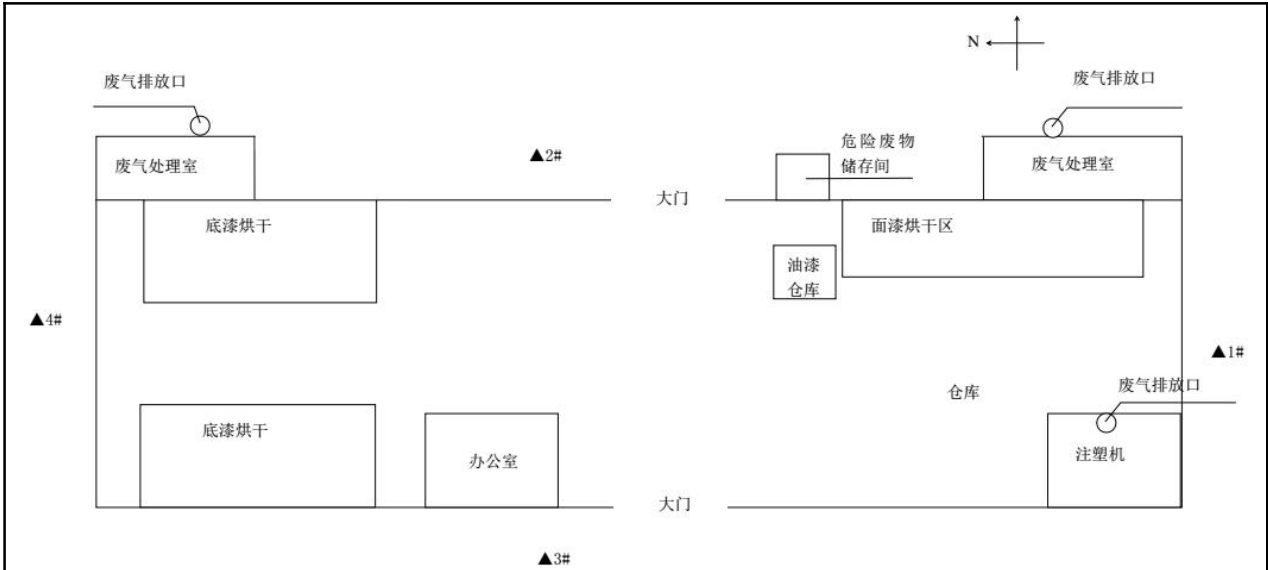 N
废气排放口
废气排放口
废气处理室
▲2#
危险废物
储存间
废气处理室
大门
底漆烘干
面漆烘干区
油漆
仓库
▲4#
▲1#
废气排放口
仓库
底漆烘干
办公室
注塑机
大门
▲3#